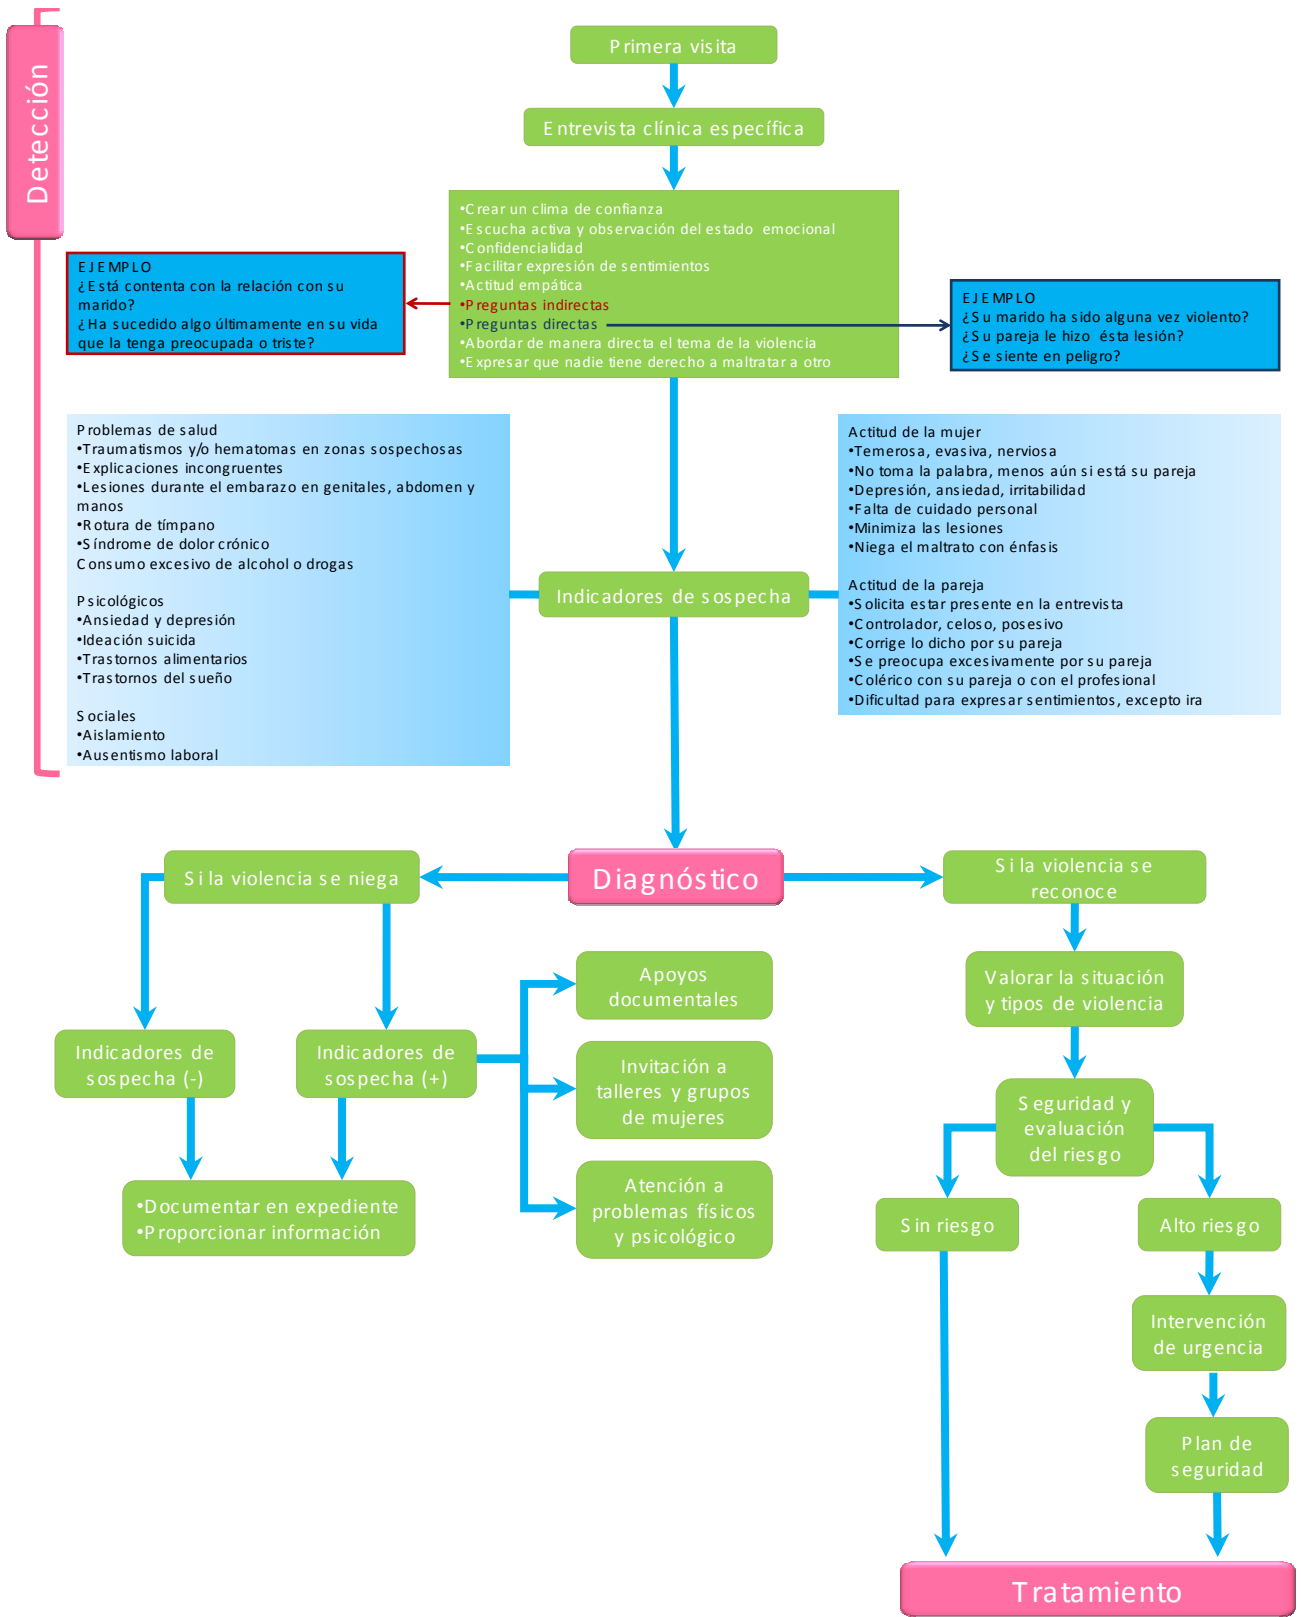 Detección
Primera visita
Entrevista clínica específica
•Crear un clima de confianza
•Escucha activa y observación del estado emocional
•Confidencialidad
•Facilitar expresión de sentimientos
•Actitud empática
•Preguntas indirectas
•Preguntas directas
•Abordar de manera directa el tema de la violencia
•Expresar que nadie tiene derecho a maltratar a otro
EJEMPLO
¿Está contenta con la relación con su
marido?
¿Ha sucedido algo últimamente en su vida
que la tenga preocupada o triste?
EJEMPLO
¿Su marido ha sido alguna vez violento?
¿Su pareja le hizo ésta lesión?
¿Se siente en peligro?
Problemas de salud
•Traumatismos y/o hematomas en zonas sospechosas
•Explicaciones incongruentes
•Lesiones durante el embarazo en genitales, abdomen y
manos
•Rotura de tímpano
•Síndrome de dolor crónico
Consumo excesivo de alcohol o drogas
Psicológicos
•Ansiedad y depresión
•Ideación suicida
•Trastornos alimentarios
•Trastornos del sueño
Sociales
•Aislamiento
•Ausentismo laboral
Indicadores de sospecha
Actitud de la mujer
•Temerosa, evasiva, nerviosa
•No toma la palabra, menos aún si está su pareja
•Depresión, ansiedad, irritabilidad
•Falta de cuidado personal
•Minimiza las lesiones
•Niega el maltrato con énfasis
Actitud de la pareja
•Solicita estar presente en la entrevista
•Controlador, celoso, posesivo
•Corrige lo dicho por su pareja
•Se preocupa excesivamente por su pareja
•Colérico con su pareja o con el profesional
•Dificultad para expresar sentimientos, excepto ira
Diagnóstico
Si la violencia se niega
Indicadores de
sospecha (-)
Indicadores de
sospecha (+)
•Documentar en expediente
•Proporcionar información
Apoyos
documentales
Invitación a
talleres y grupos
de mujeres
Atención a
problemas físicos
y psicológico
Si la violencia se
reconoce
Valorar la situación
y tipos de violencia
Seguridad y
evaluación
del riesgo
Sin riesgo
Alto riesgo
Intervención
de urgencia
Plan de
seguridad
Tratamiento